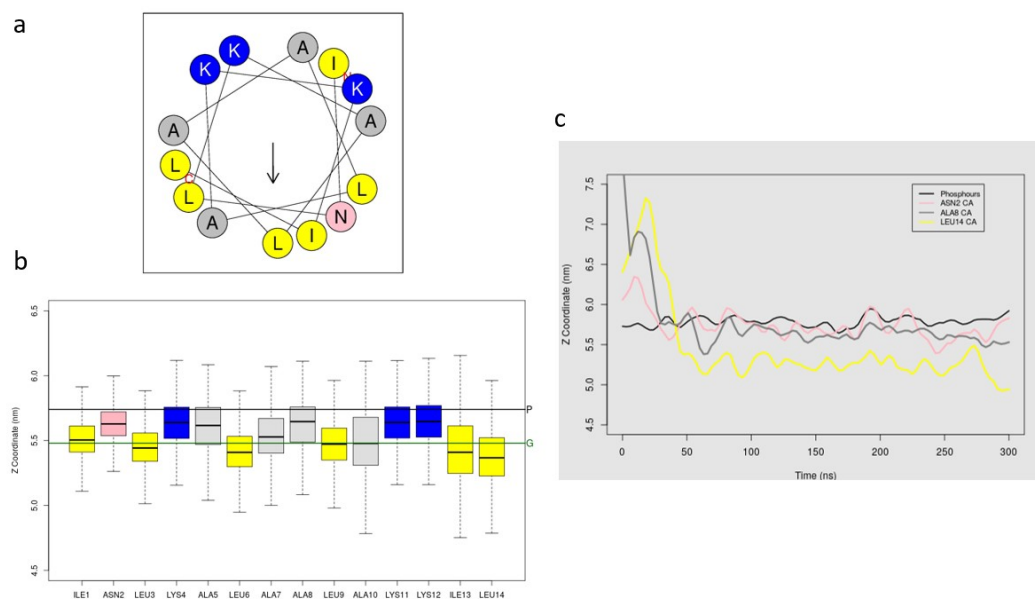 a
K
K
A
I
N
K
A
A
L
C
L
A
L
I
N
L
b
Z Coordinate (nm)
6.5
6.0
5.5
5.0
4.5
P
G
ILE1 ASN2 LEU3 LYS4 ALA5 LEU6 ALA7 ALA8 LEU9 ALA10 LYS11 LYS12 ILE13 LEU14
c
Z Coordinate (nm)
7.5
7.0
6.5
6.0
5.5
5.0
4.5
Phosphours
ASN2 CA
ALA8 CA
LEU14 CA
0 50 100 150 200 250 300
Time (ns)